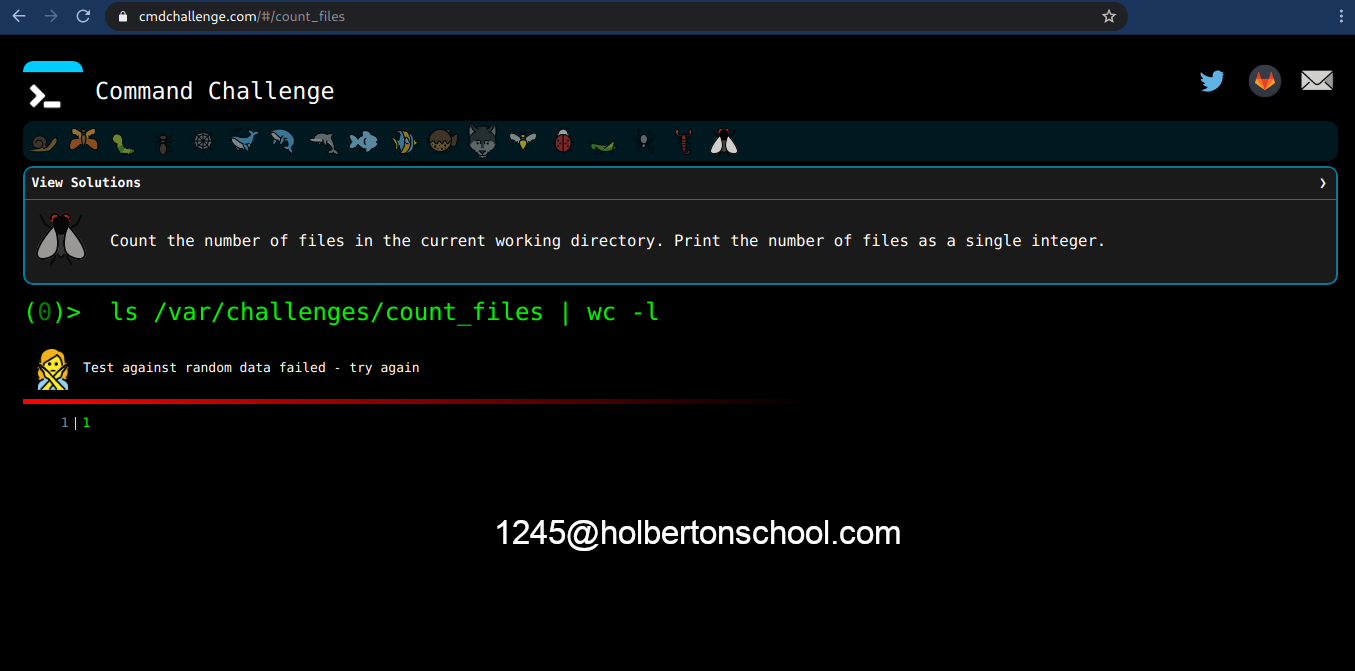 cmdchallenge.com/#/count_files
Command Challenge
View Solutions ❯
Count the number of files in the current working directory. Print the number of files as a single integer.
(0)> ls /var/challenges/count_files | wc -l
Test against random data failed - try again
1|1
1245@holbertonschool.com